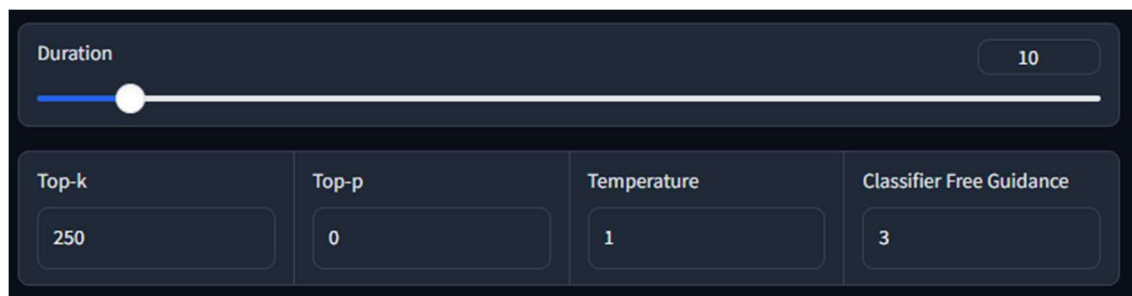 Duration
10
Top-k
Top-p
Temperature
Classifier Free Guidance
250
0
1
3